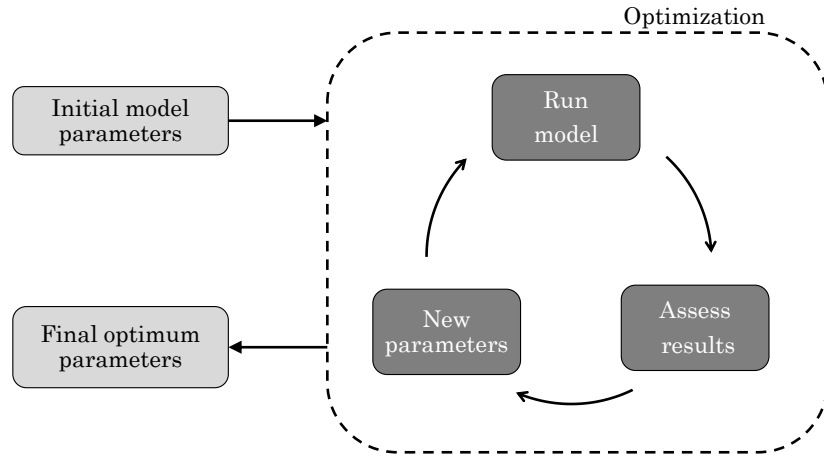 Optimization
Initial model
parameters
Run
model
Final optimum
parameters
New
parameters
Assess
results